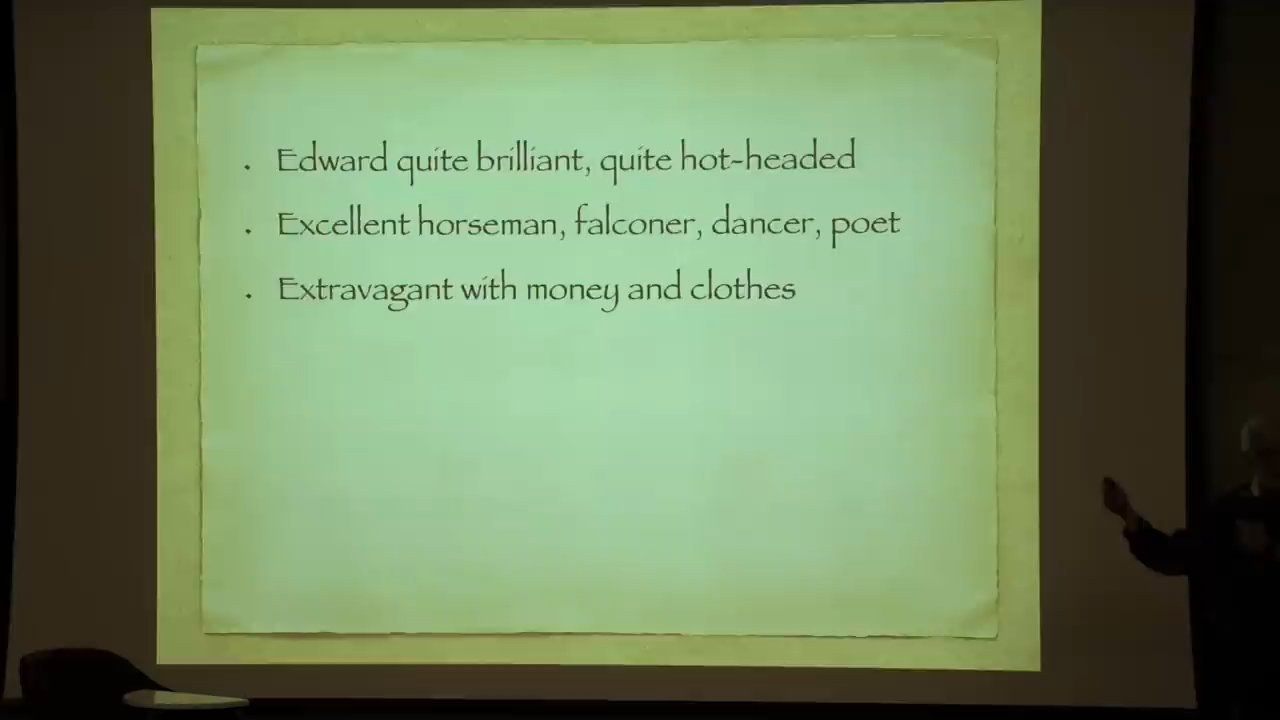 . Edward quite brilliant, quite hot-headed
. Excellent horseman, falconer, dancer, poet
. Extravagant with money and clothes